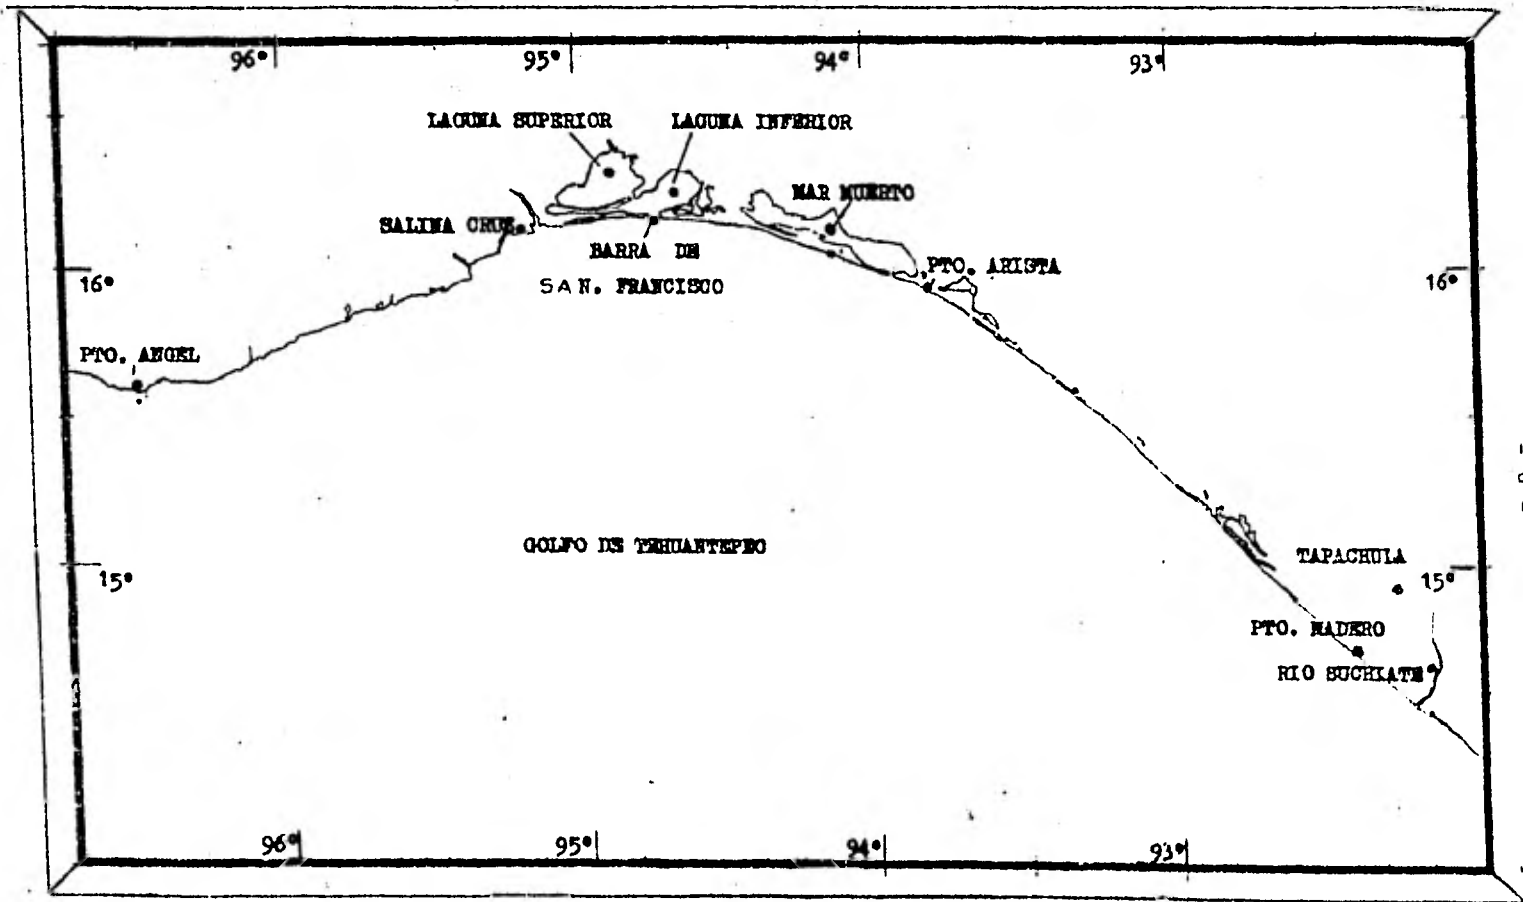 96° 95° 94° 93°
LAGUNA SUPERIOR LAGUNA INFERIOR
MAR MUERTO
SALINA CRUZ
BARRA DE
SAN. FRANCISCO
PTO. ARISTA
16° 16°
PTO. ANGEL
GOLFO DE TEHUANTEPEC
TAPACHULA
15° 15°
PTO. MADERO
RIO SUCHIATE
96° 95° 94° 93°